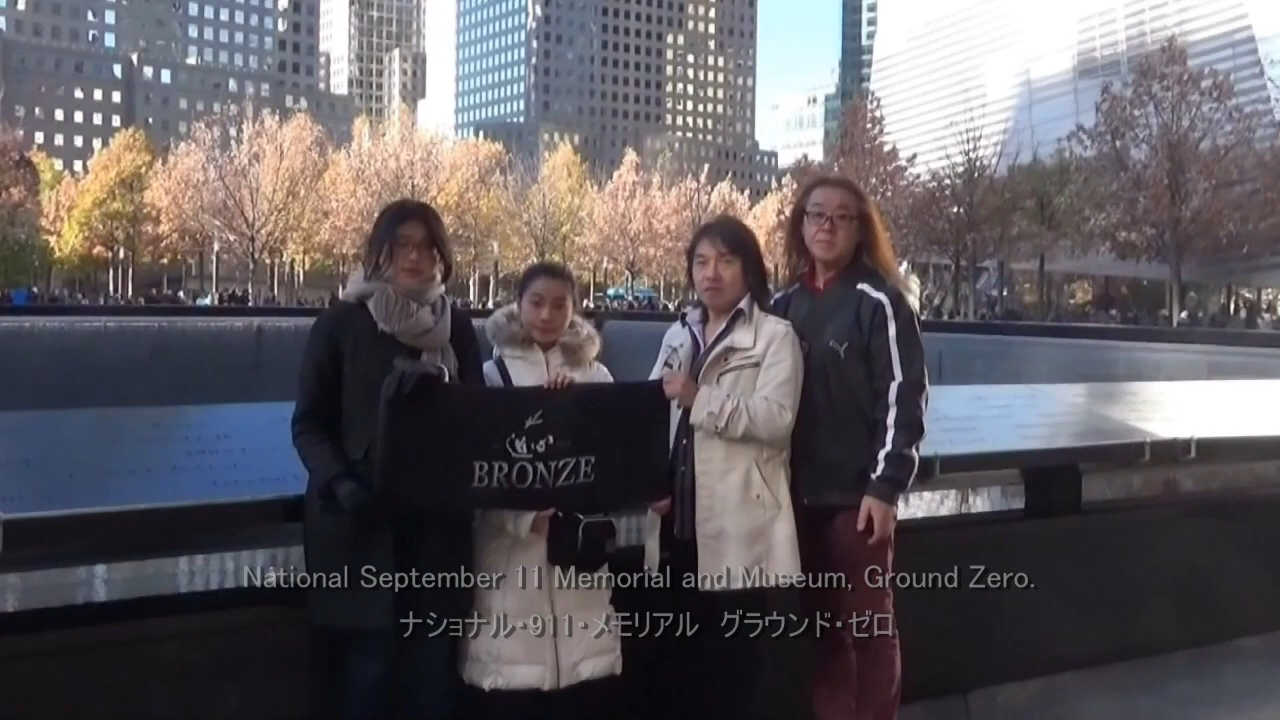 BRONZE
National September 11 Memorial and Museum, Ground Zero.
ナショナル・911・メモリアル　グラウンド・ゼロ